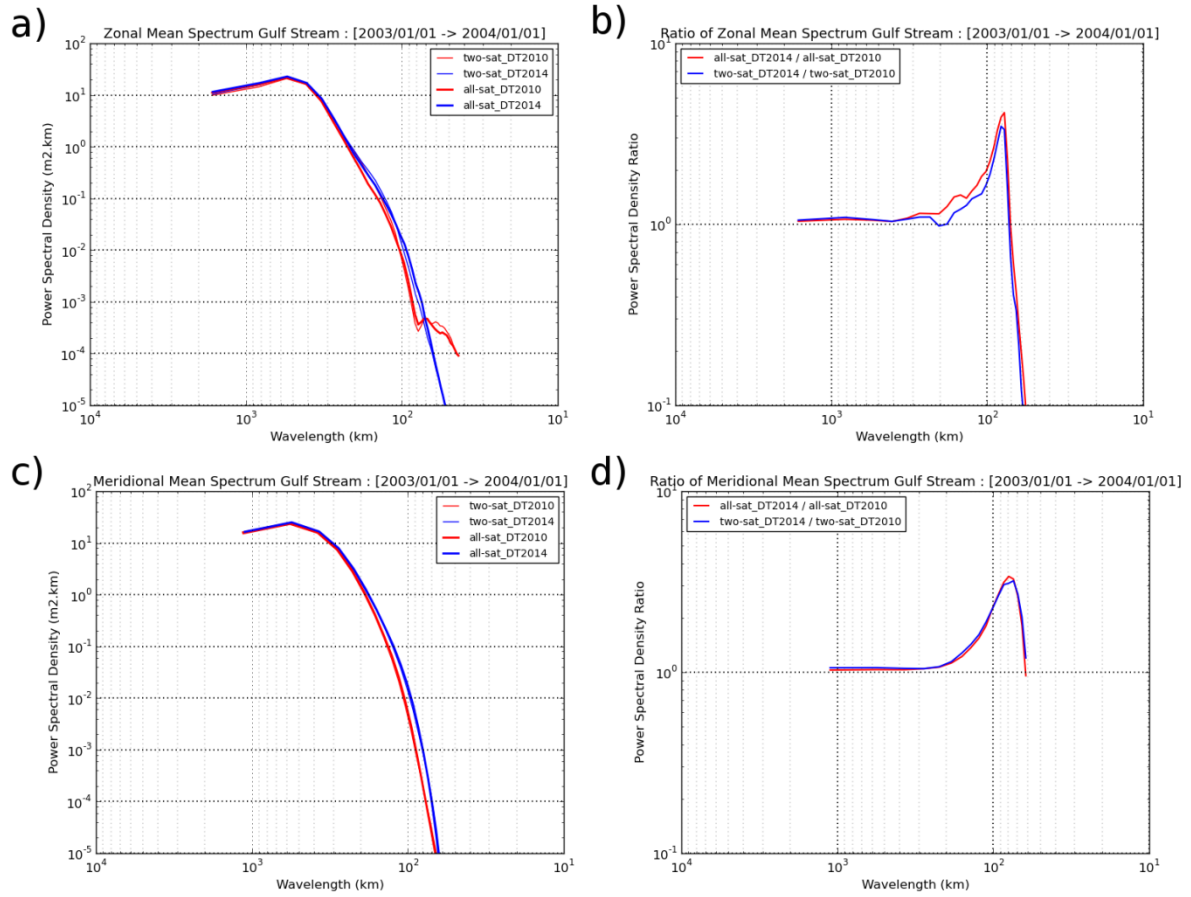 a)
Zonal Mean Spectrum Gulf Stream : [2003/01/01 -> 2004/01/01]
two-sat_DT2010
two-sat_DT2014
all-sat_DT2010
all-sat_DT2014
Power Spectral Density (m2.km)
10^2
10^1
10^0
10^-1
10^-2
10^-3
10^-4
10^-5
10^4
10^3
10^2
10^1
Wavelength (km)
b)
Ratio of Zonal Mean Spectrum Gulf Stream : [2003/01/01 -> 2004/01/01]
all-sat_DT2014 / all-sat_DT2010
two-sat_DT2014 / two-sat_DT2010
Power Spectral Density Ratio
10^1
10^0
10^-1
10^4
10^3
10^2
10^1
Wavelength (km)
c)
Meridional Mean Spectrum Gulf Stream : [2003/01/01 -> 2004/01/01]
two-sat_DT2010
two-sat_DT2014
all-sat_DT2010
all-sat_DT2014
Power Spectral Density (m2.km)
10^2
10^1
10^0
10^-1
10^-2
10^-3
10^-4
10^-5
10^4
10^3
10^2
10^1
Wavelength (km)
d)
Ratio of Meridional Mean Spectrum Gulf Stream : [2003/01/01 -> 2004/01/01]
all-sat_DT2014 / all-sat_DT2010
two-sat_DT2014 / two-sat_DT2010
Power Spectral Density Ratio
10^1
10^0
10^-1
10^4
10^3
10^2
10^1
Wavelength (km)